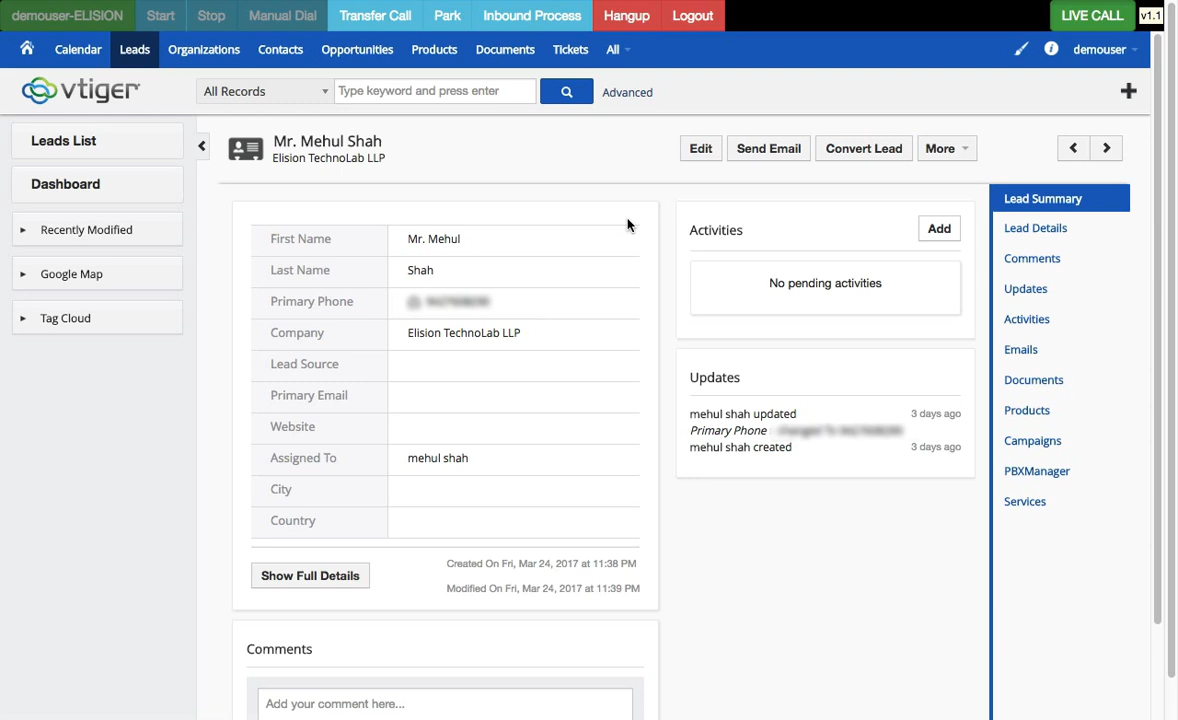 demouser-ELISION Start Stop Manual Dial Transfer Call Park Inbound Process Hangup Logout LIVE CALL v1.1
Calendar Leads Organizations Contacts Opportunities Products Documents Tickets All demouser
vtiger All Records Type keyword and press enter Advanced
Leads List
Dashboard
Recently Modified
Google Map
Tag Cloud
Mr. Mehul Shah
Elision TechnoLab LLP
Edit Send Email Convert Lead More
First Name Mr. Mehul
Last Name Shah
Primary Phone
Company Elision TechnoLab LLP
Lead Source
Primary Email
Website
Assigned To mehul shah
City
Country
Created On Fri, Mar 24, 2017 at 11:38 PM
Show Full Details
Modified On Fri, Mar 24, 2017 at 11:39 PM
Comments
Add your comment here...
Activities Add
No pending activities
Updates
mehul shah updated 3 days ago
Primary Phone
mehul shah created 3 days ago
Lead Summary
Lead Details
Comments
Updates
Activities
Emails
Documents
Products
Campaigns
PBXManager
Services